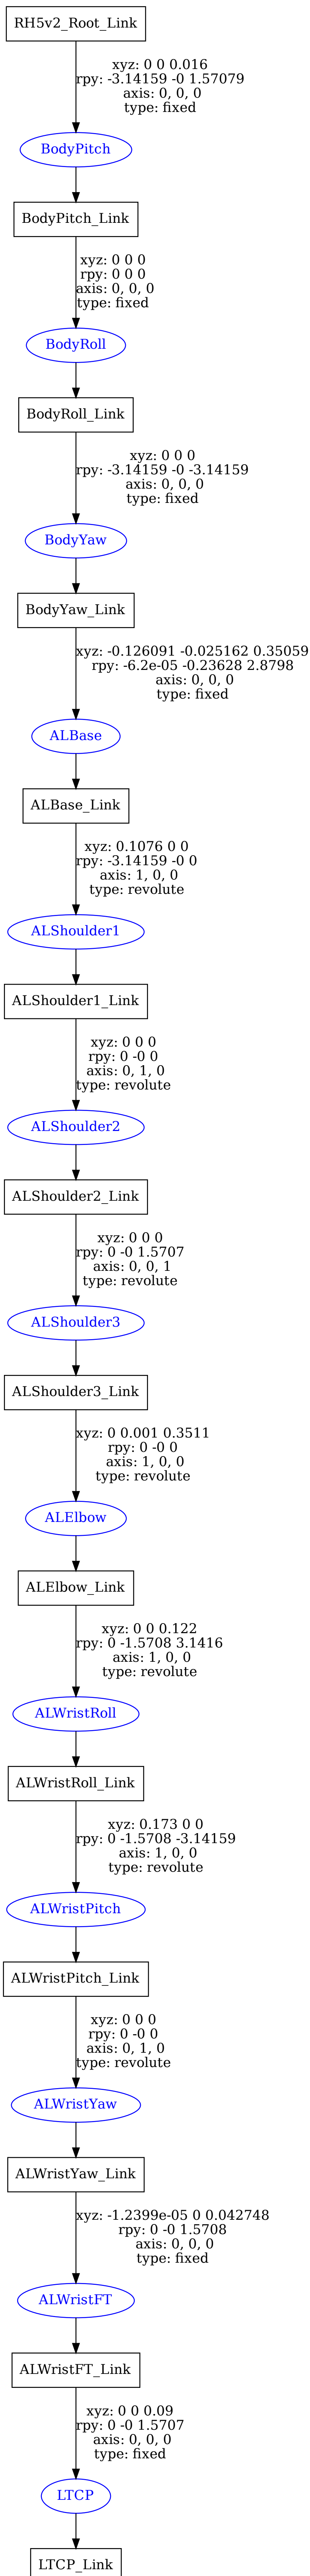 RH5v2_Root_Link
xyz: 0 0 0.016
rpy: -3.14159 -0 1.57079
axis: 0, 0, 0
type: fixed
BodyPitch
BodyPitch_Link
xyz: 0 0 0
rpy: 0 0 0
axis: 0, 0, 0
type: fixed
BodyRoll
BodyRoll_Link
xyz: 0 0 0
rpy: -3.14159 -0 -3.14159
axis: 0, 0, 0
type: fixed
BodyYaw
BodyYaw_Link
xyz: -0.126091 -0.025162 0.35059
rpy: -6.2e-05 -0.23628 2.8798
axis: 0, 0, 0
type: fixed
ALBase
ALBase_Link
xyz: 0.1076 0 0
rpy: -3.14159 -0 0
axis: 1, 0, 0
type: revolute
ALShoulder1
ALShoulder1_Link
xyz: 0 0 0
rpy: 0 -0 0
axis: 0, 1, 0
type: revolute
ALShoulder2
ALShoulder2_Link
xyz: 0 0 0
rpy: 0 -0 1.5707
axis: 0, 0, 1
type: revolute
ALShoulder3
ALShoulder3_Link
xyz: 0 0.001 0.3511
rpy: 0 -0 0
axis: 1, 0, 0
type: revolute
ALElbow
ALElbow_Link
xyz: 0 0 0.122
rpy: 0 -1.5708 3.1416
axis: 1, 0, 0
type: revolute
ALWristRoll
ALWristRoll_Link
xyz: 0.173 0 0
rpy: 0 -1.5708 -3.14159
axis: 1, 0, 0
type: revolute
ALWristPitch
ALWristPitch_Link
xyz: 0 0 0
rpy: 0 -0 0
axis: 0, 1, 0
type: revolute
ALWristYaw
ALWristYaw_Link
xyz: -1.2399e-05 0 0.042748
rpy: 0 -0 1.5708
axis: 0, 0, 0
type: fixed
ALWristFT
ALWristFT_Link
xyz: 0 0 0.09
rpy: 0 -0 1.5707
axis: 0, 0, 0
type: fixed
LTCP
LTCP_Link